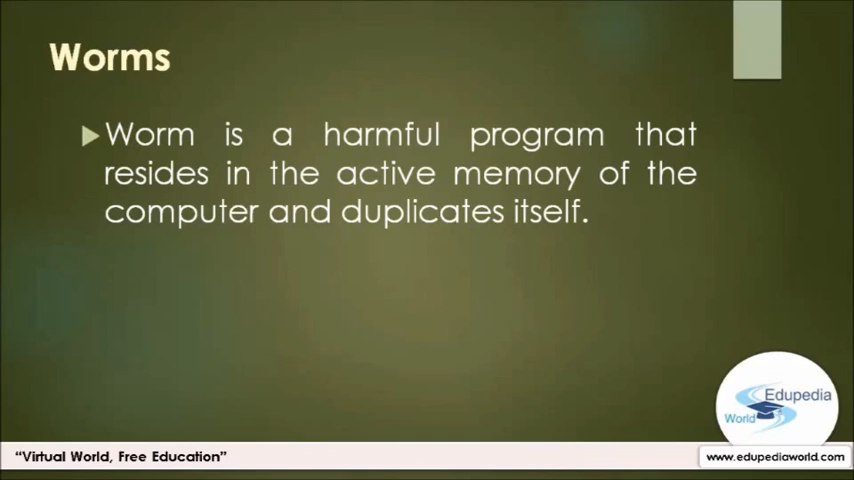 Worms
Worm is a harmful program that
resides in the active memory of the
computer and duplicates itself.
Edupedia
World
“Virtual World, Free Education”
www.edupediaworld.com